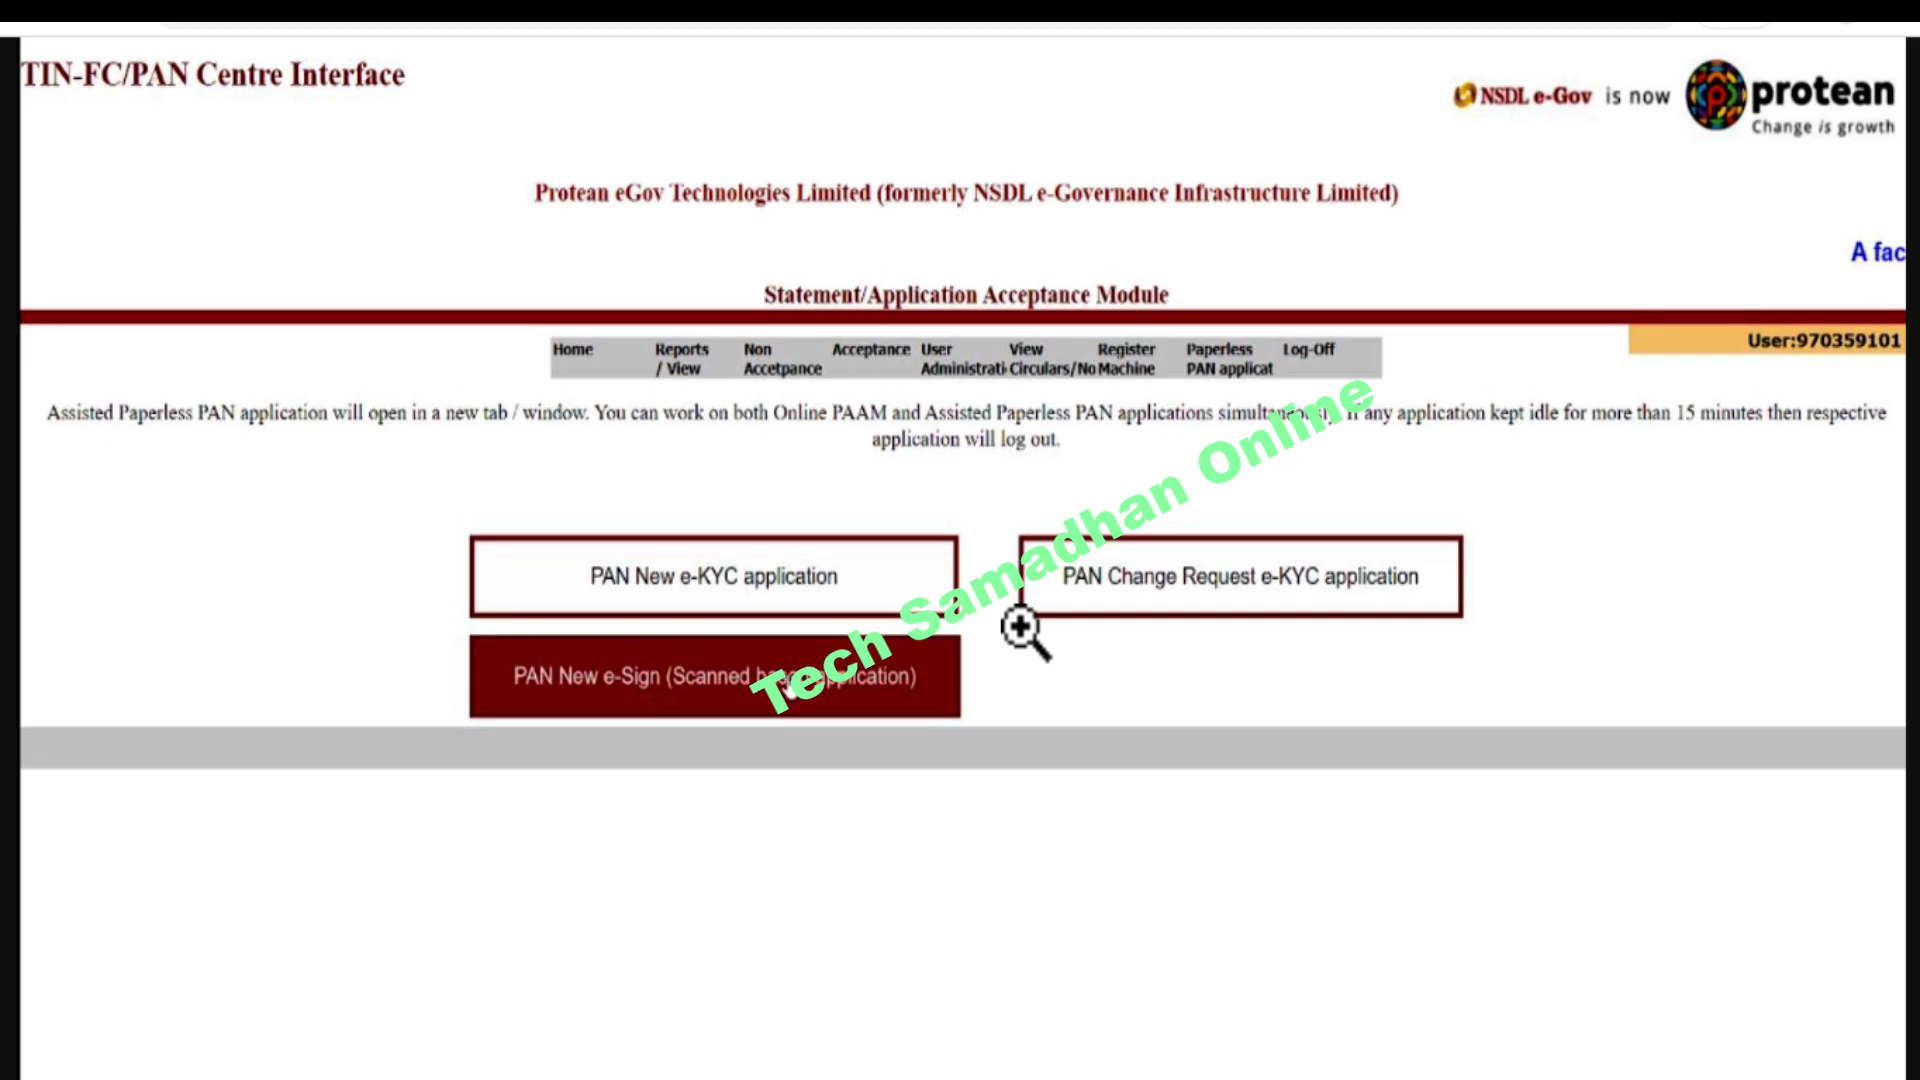 TIN-FC/PAN Centre Interface
NSDL e-Gov is now protean
Change is growth
Protean eGov Technologies Limited (formerly NSDL e-Governance Infrastructure Limited)
A fac
Statement/Application Acceptance Module
User:970359101
Home Reports / View Non Accetpance Acceptance User Administrati View Circulars/No Register Machine Paperless PAN applicat Log-Off
Assisted Paperless PAN application will open in a new tab / window. You can work on both Online PAAM and Assisted Paperless PAN applications any application kept idle for more than 15 minutes then respective
application will log out.
PAN New e-KYC application
PAN Change Request e-KYC application
PAN New e-Sign (Scanned
Tech Samadhan Online